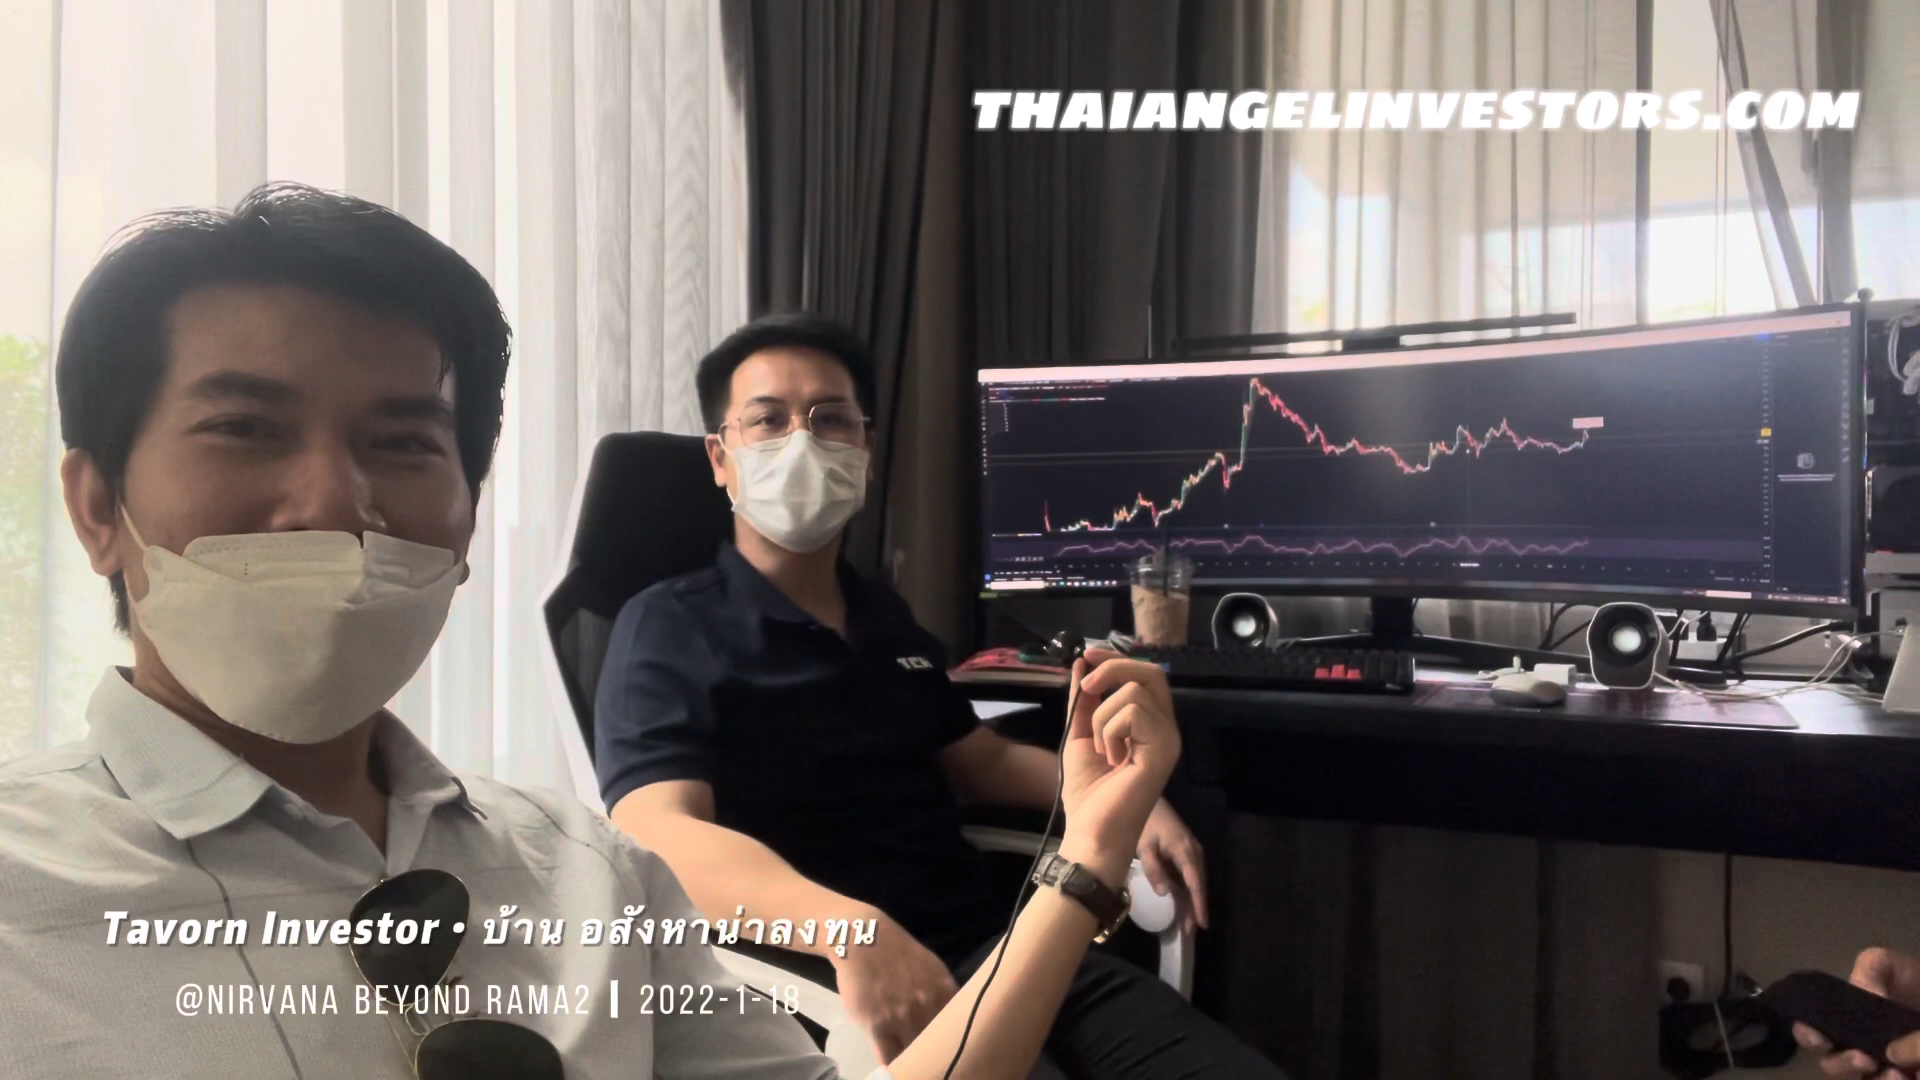 THAIANGELINVESTORS.COM
TCA
Tavorn Investor • บ้าน อสังหาน่าลงทุน
@NIRVANA BEYOND RAMA2 | 2022-1-18